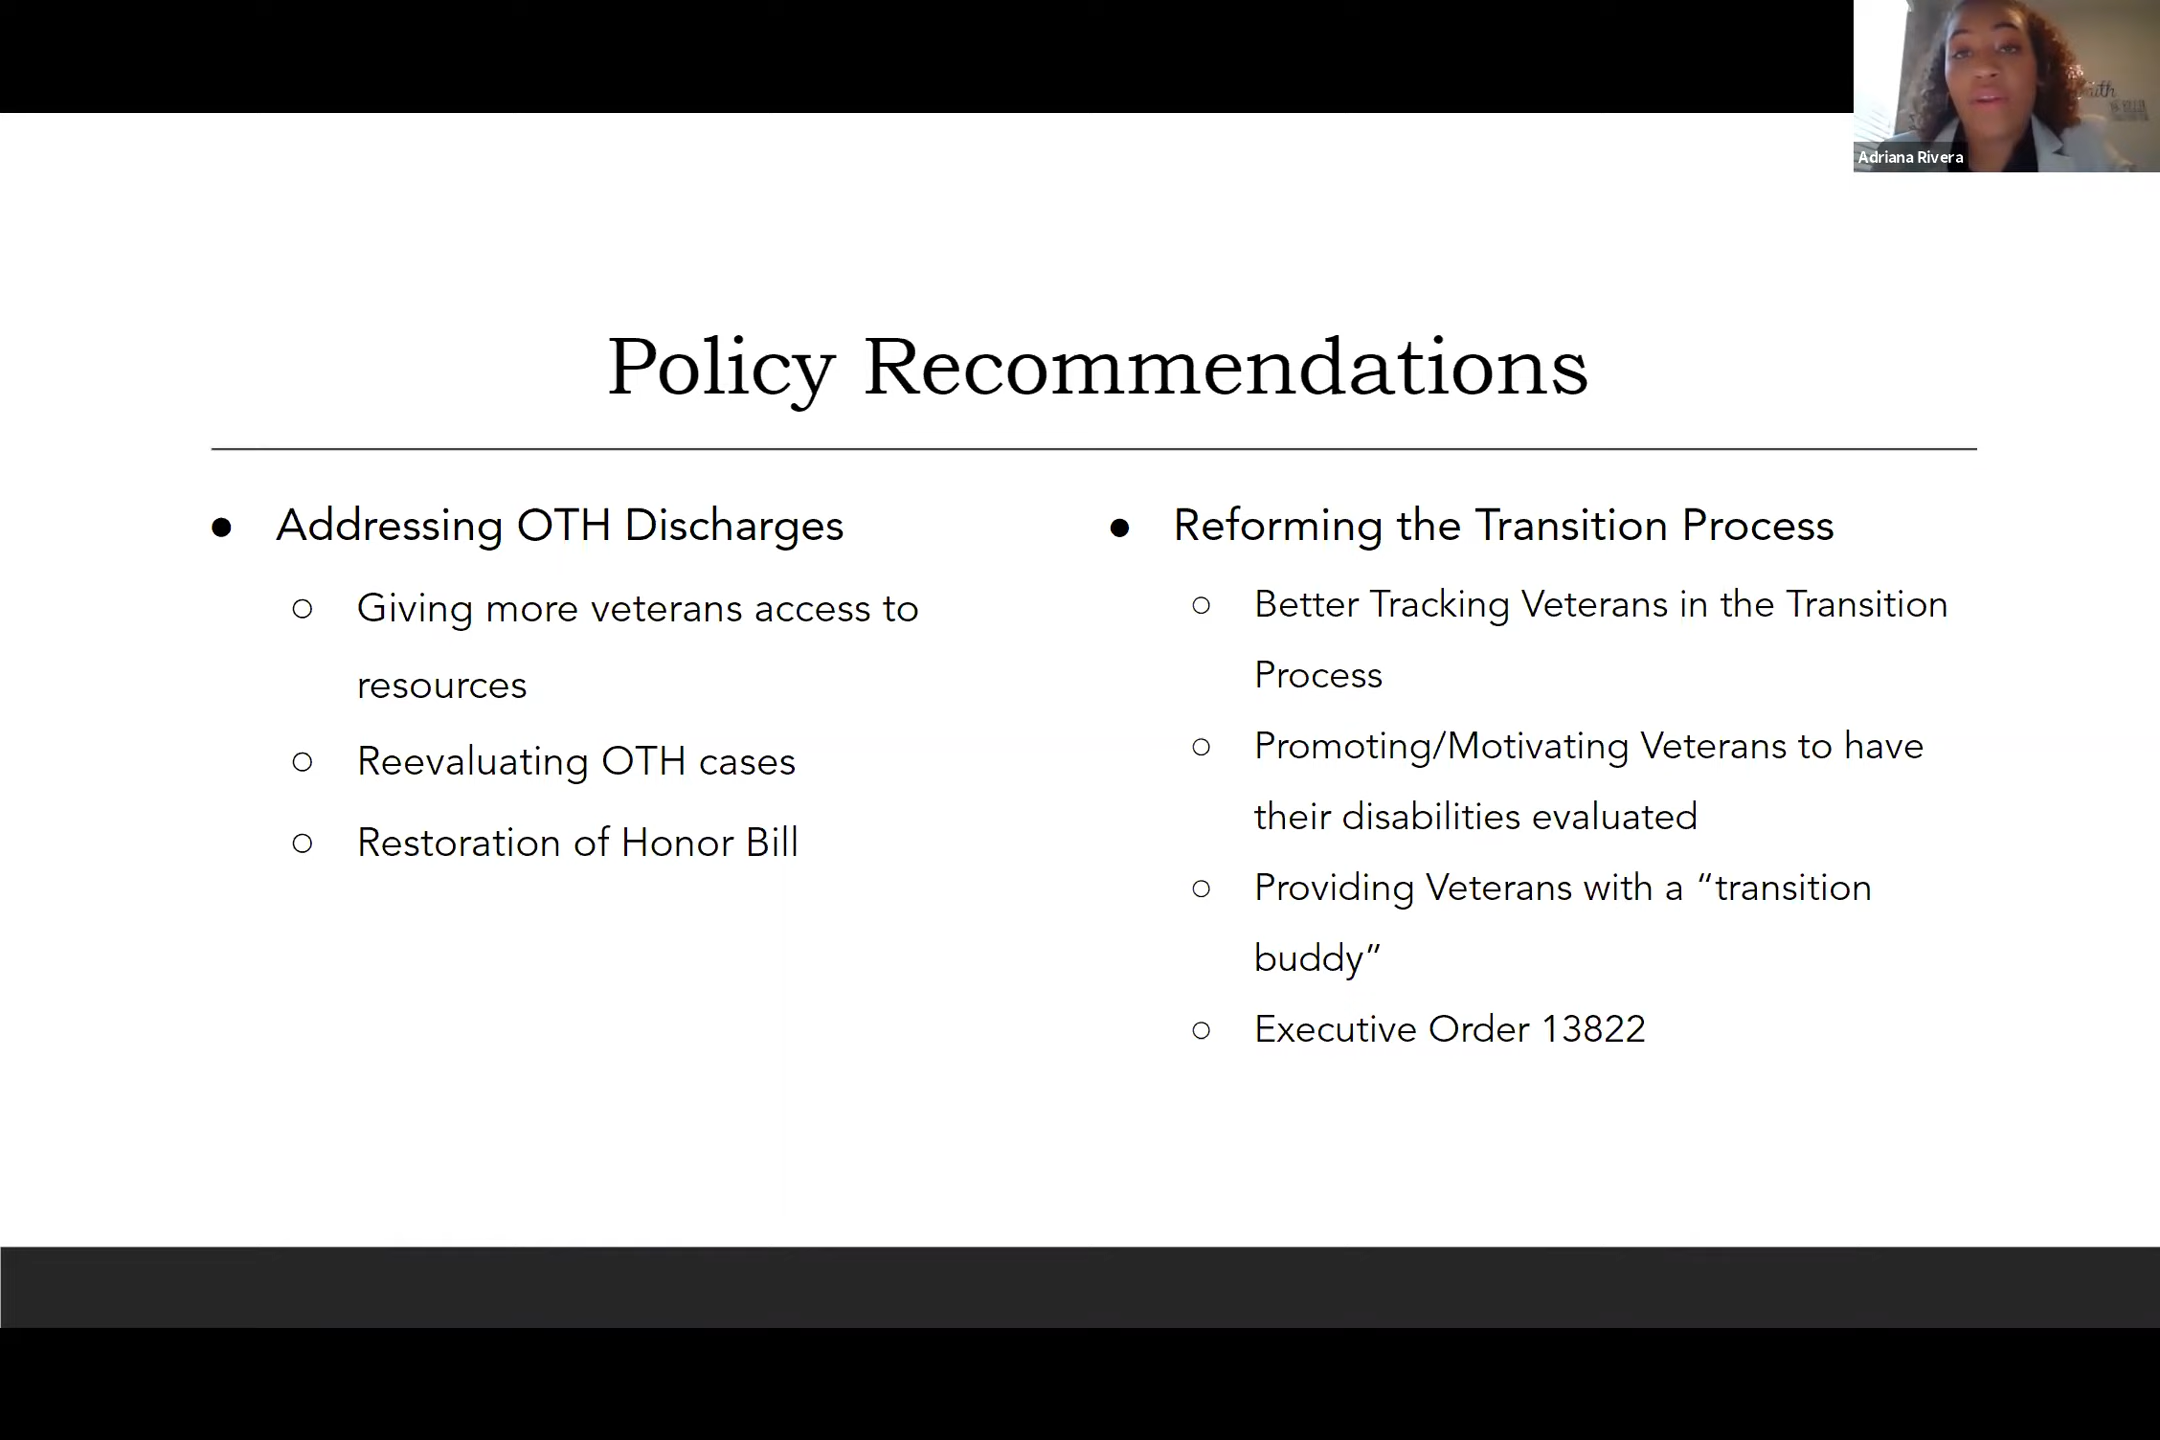 Adriana Rivera
Policy Recommendations
● Addressing OTH Discharges
○ Giving more veterans access to
resources
○ Reevaluating OTH cases
○ Restoration of Honor Bill
● Reforming the Transition Process
○ Better Tracking Veterans in the Transition
Process
○ Promoting/Motivating Veterans to have
their disabilities evaluated
○ Providing Veterans with a “transition
buddy”
○ Executive Order 13822